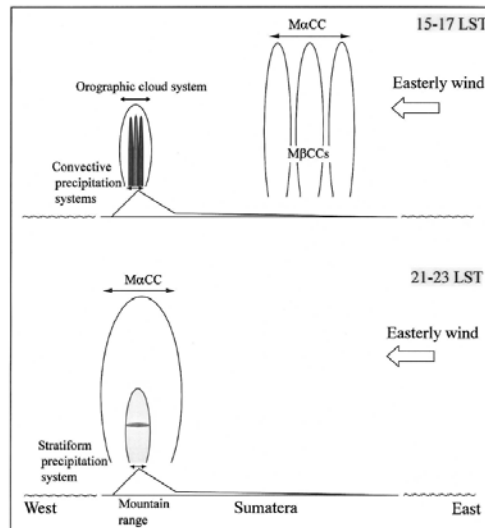 MαCC
15-17 LST
Orographic cloud system
Easterly wind
MβCCs
Convective
precipitation
systems
21-23 LST
MαCC
Easterly wind
Stratiform
precipitation
system
West
Mountain
range
Sumatera
East